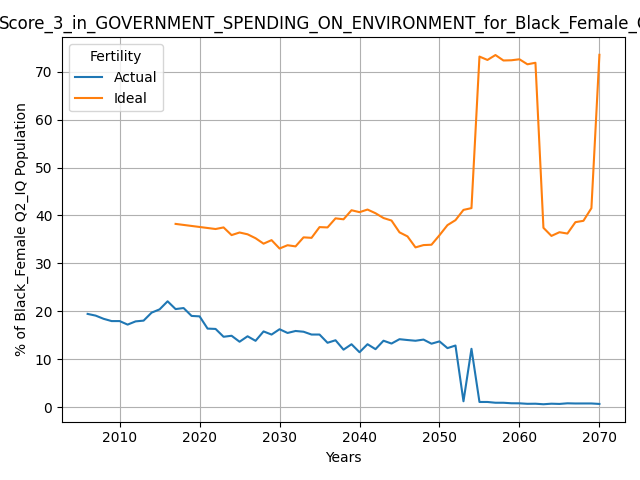 Score_3_in_GOVERNMENT_SPENDING_ON_ENVIRONMENT_for_Black_Female_
Fertility
Actual
Ideal
% of Black_Female Q2_IQ Population
70
60
50
40
30
20
10
0
2010 2020 2030 2040 2050 2060 2070
Years